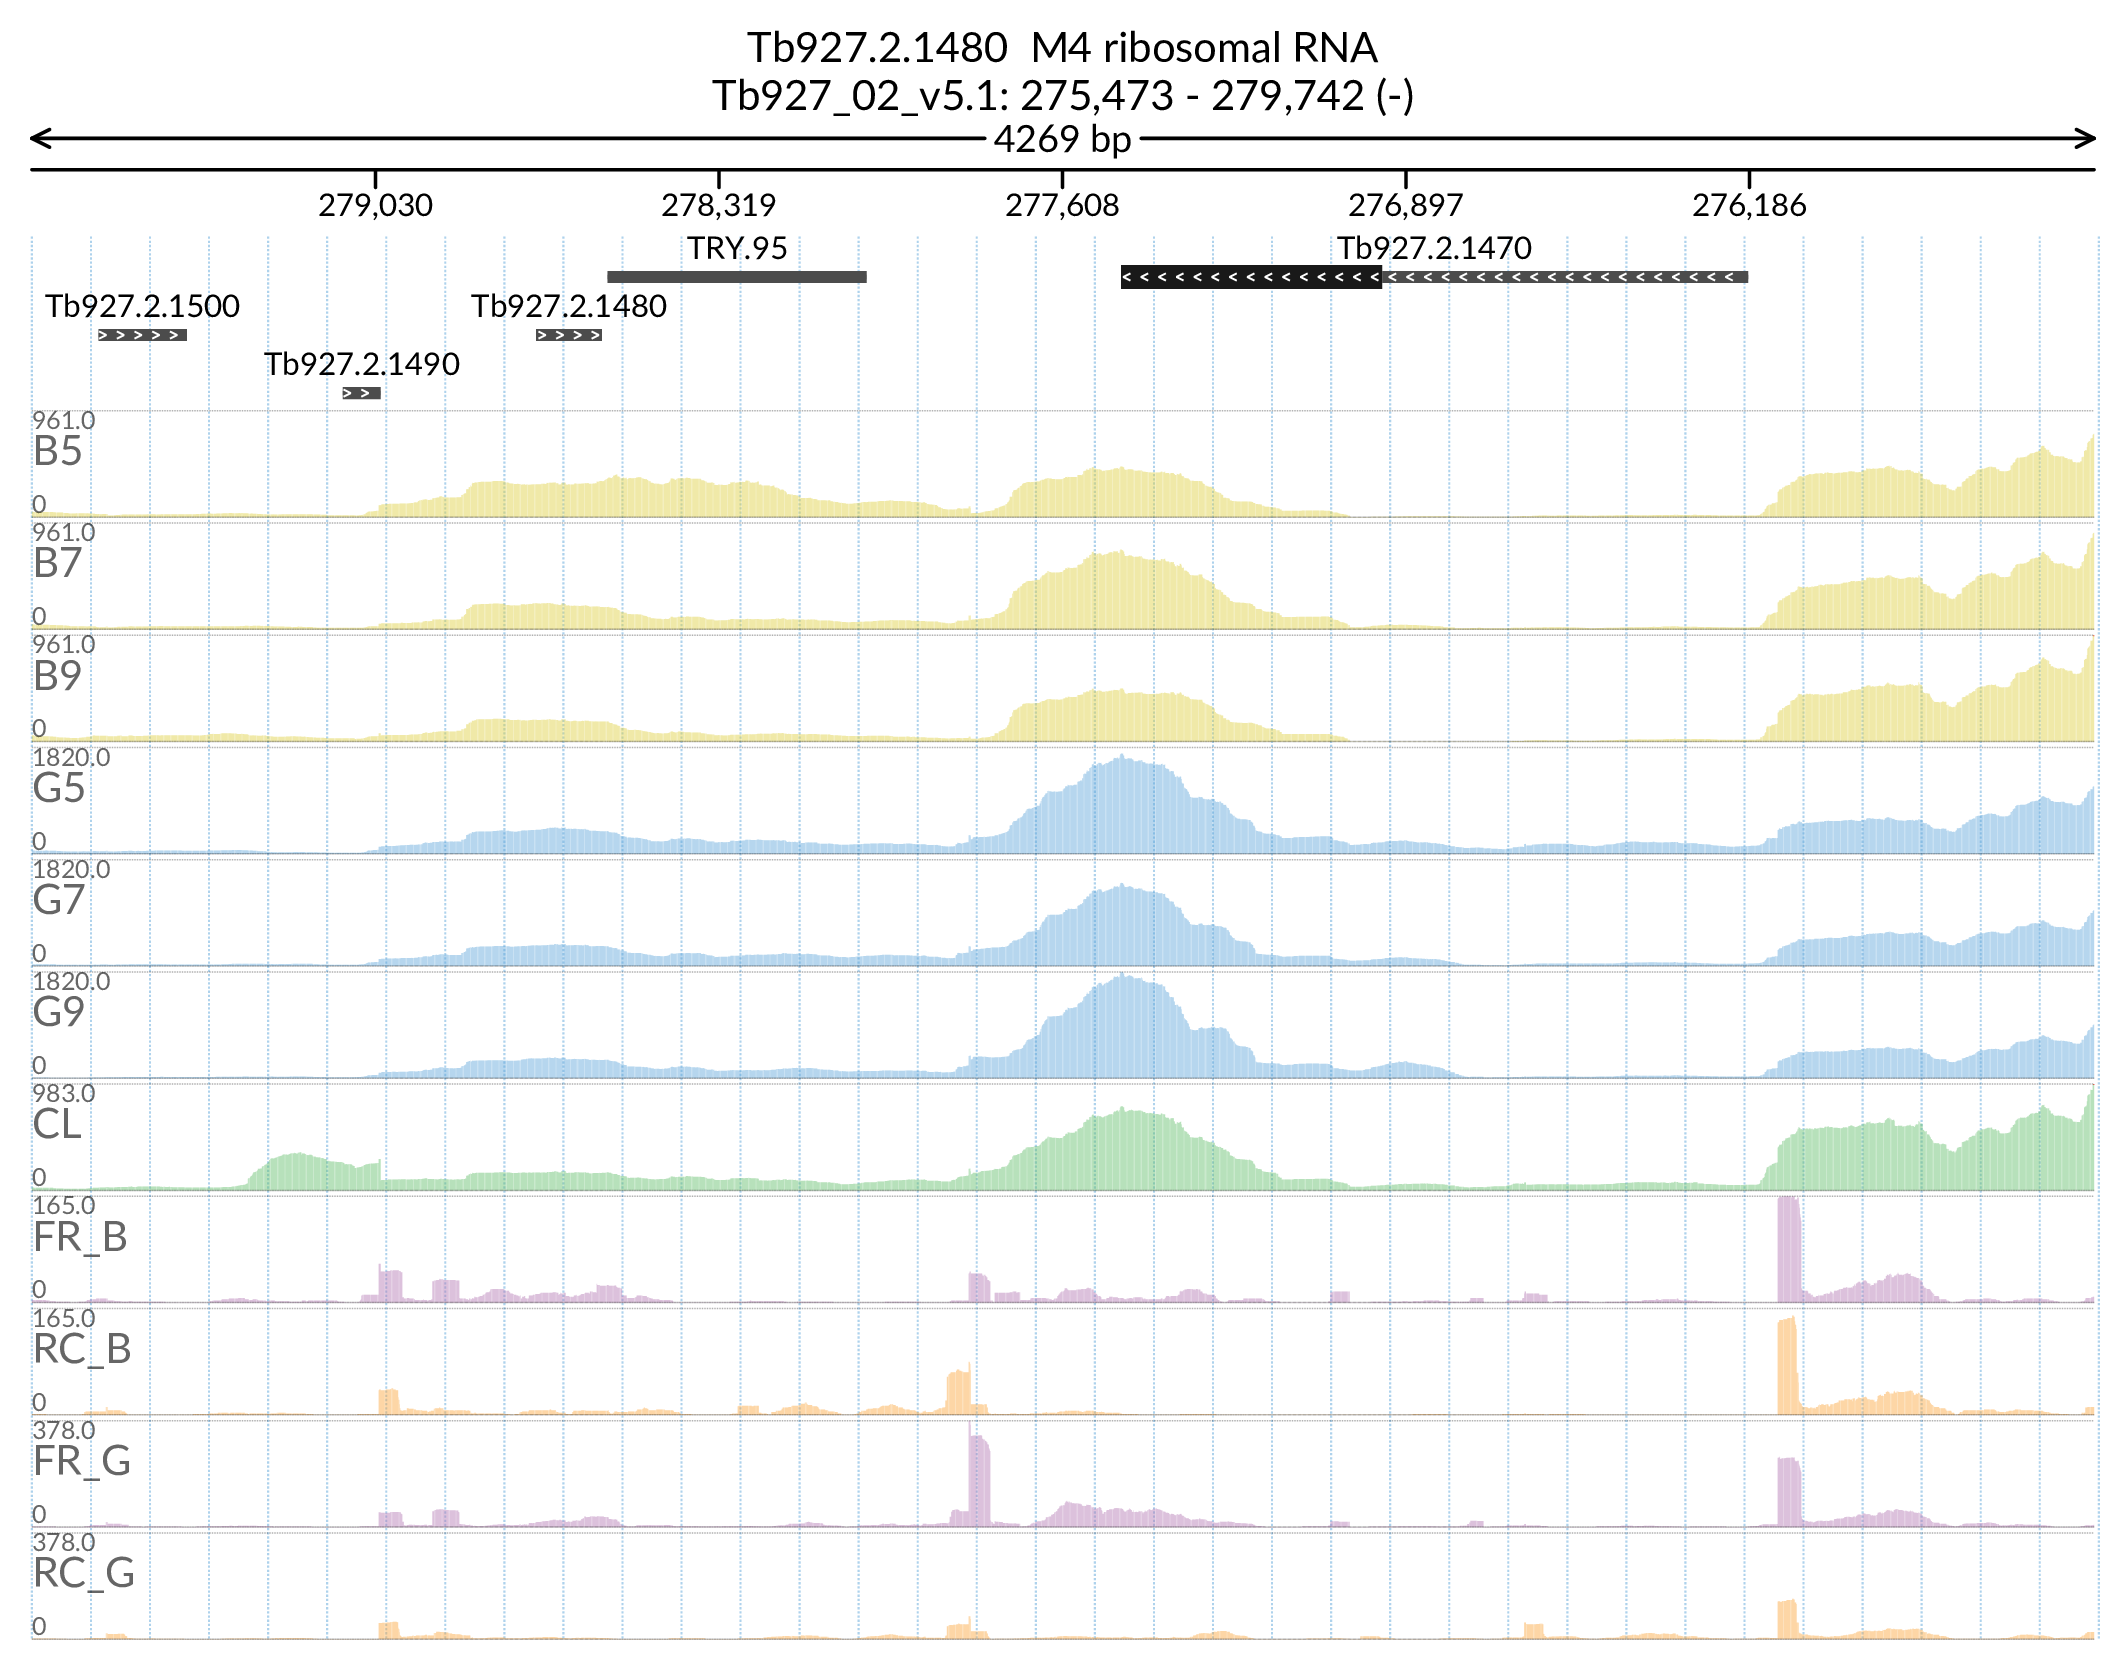 Tb927.2.1480  M4 ribosomal RNA
Tb927_02_v5.1: 275,473 - 279,742 (-)
4269 bp
279,030 278,319 277,608 276,897 276,186
TRY.95 Tb927.2.1470
Tb927.2.1500 Tb927.2.1480
Tb927.2.1490
961.0
B5
0
961.0
B7
0
961.0
B9
0
1820.0
G5
0
1820.0
G7
0
1820.0
G9
0
983.0
CL
0
165.0
FR_B
0
165.0
RC_B
0
378.0
FR_G
0
378.0
RC_G
0